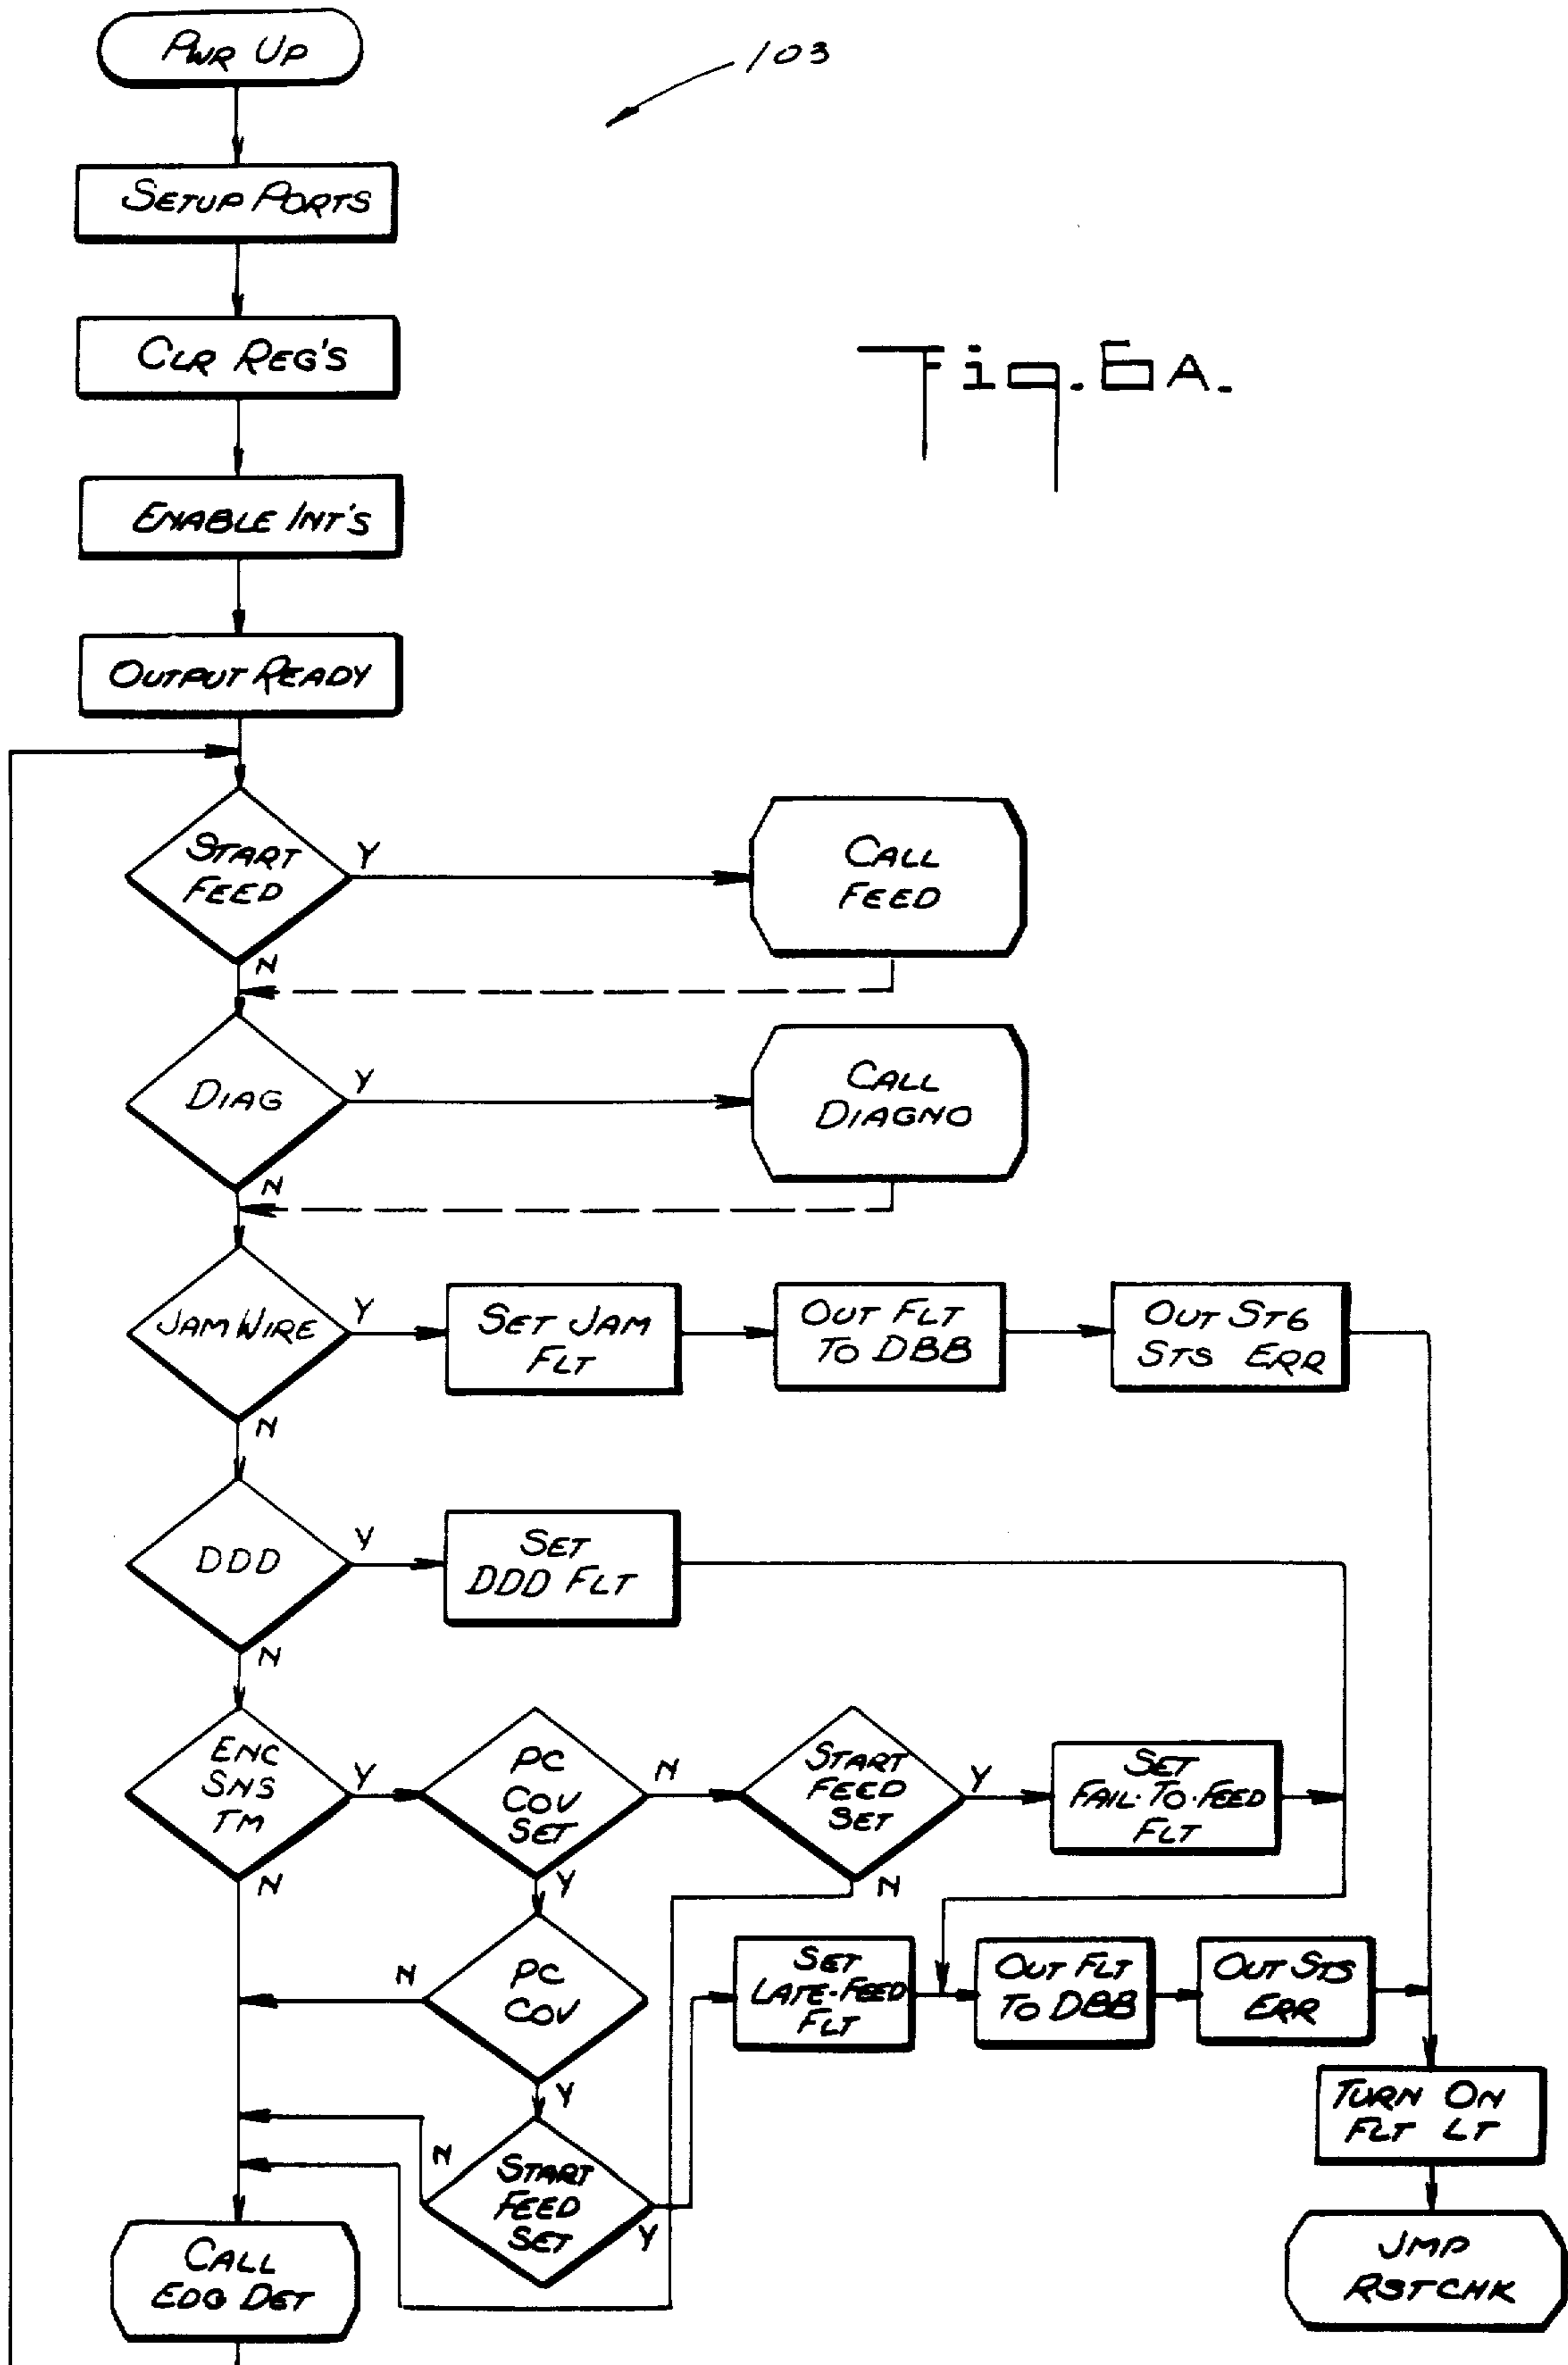 PWR UP
103
SETUP PORTS
CLR REG'S
Fig. 6A.
ENABLE INT'S
OUTPUT READY
START
FEED
Y
CALL
FEED
N
DIAG
Y
CALL
DIAGNO
N
JAM WIRE
Y
SET JAM
FLT
OUT FLT
TO DBB
OUT STG
STS ERR
N
DDD
Y
SET
DDD FLT
N
ENC
SNS
TM
Y
PC
COV
SET
N
START
FEED
SET
Y
SET
FAIL-TO-FEED
FLT
N
Y
N
PC
COV
N
SET
LATE-FEED
FLT
OUT FLT
TO DBB
OUT STS
ERR
Y
TURN ON
FLT LT
START
FEED
SET
N
Y
CALL
EDG DET
JMP
RSTCHK